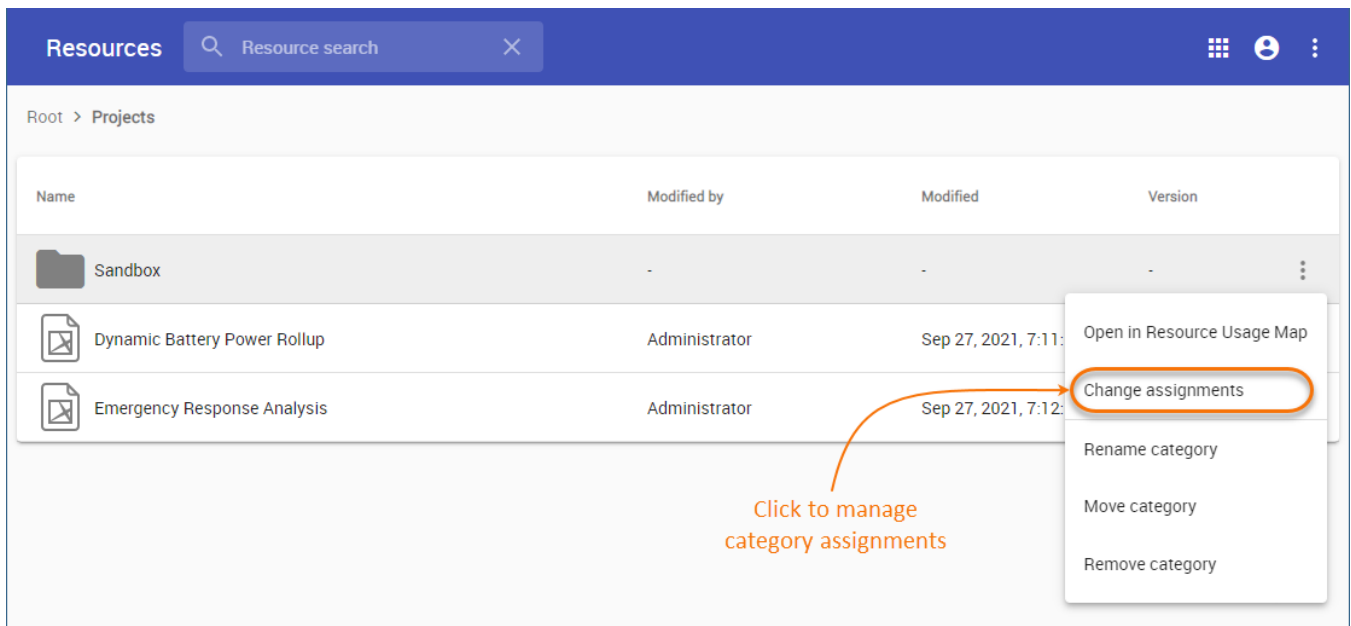 Resources Resource search
Root > Projects
Name Modified by Modified Version
Sandbox - - -
Open in Resource Usage Map
Dynamic Battery Power Rollup Administrator Sep 27, 2021, 7:11:
Change assignments
Emergency Response Analysis Administrator Sep 27, 2021, 7:12:
Rename category
Click to manage
category assignments
Move category
Remove category